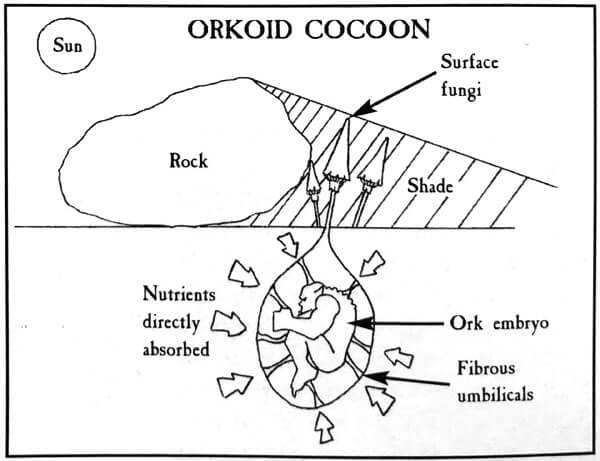 ORKOID COCOON
Sun
Surface
fungi
Rock
Shade
Nutrients
directly
absorbed
Ork embryo
Fibrous
umbilicals